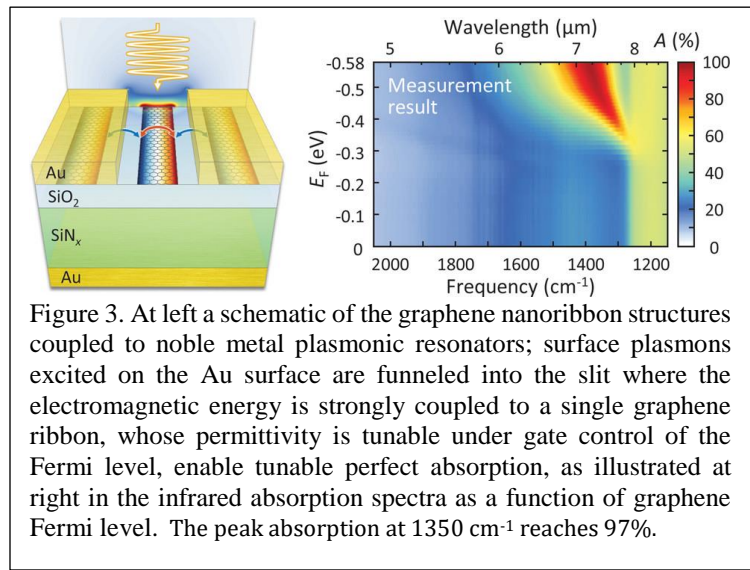 Au
SiO2
SiNx
Au
Wavelength (μm)
5 6 7 8 A (%)
Measurement
result
EF (eV)
-0.58
-0.5
-0.4
-0.3
-0.2
-0.1
0
2000 1800 1600 1400 1200
Frequency (cm-1)
100
80
60
40
20
0
Figure 3. At left a schematic of the graphene nanoribbon structures
coupled to noble metal plasmonic resonators; surface plasmons
excited on the Au surface are funneled into the slit where the
electromagnetic energy is strongly coupled to a single graphene
ribbon, whose permittivity is tunable under gate control of the
Fermi level, enable tunable perfect absorption, as illustrated at
right in the infrared absorption spectra as a function of graphene
Fermi level. The peak absorption at 1350 cm-1 reaches 97%.